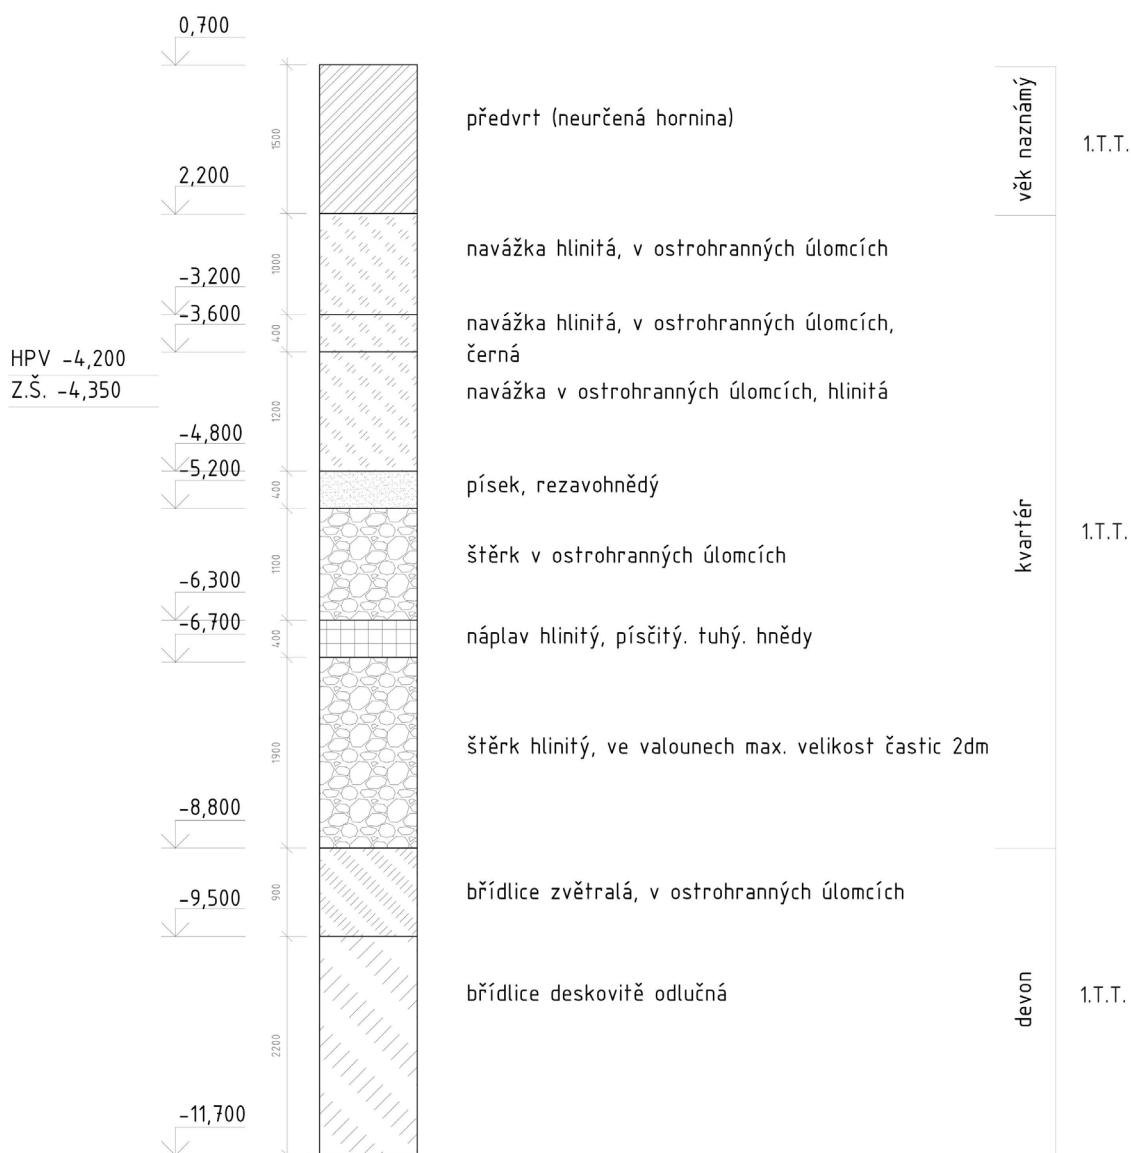 0,700
1500
předvrt (neurčená hornina)
věk naznámý
1.T.T.
2,200
1000
navážka hlinitá, v ostrohranných úlomcích
-3,200
-3,600
400
navážka hlinitá, v ostrohranných úlomcích,
černá
HPV -4,200
Z.Š. -4,350
1200
navážka v ostrohranných úlomcích, hlinitá
-4,800
-5,200
400
písek, rezavohnědý
kvartér
1.T.T.
1100
štěrk v ostrohranných úlomcích
-6,300
-6,700
400
náplav hlinitý, písčitý. tuhý. hnědy
1900
štěrk hlinitý, ve valounech max. velikost častic 2dm
-8,800
900
břídlice zvětralá, v ostrohranných úlomcích
-9,500
břídlice deskovitě odlučná
devon
1.T.T.
2200
-11,700